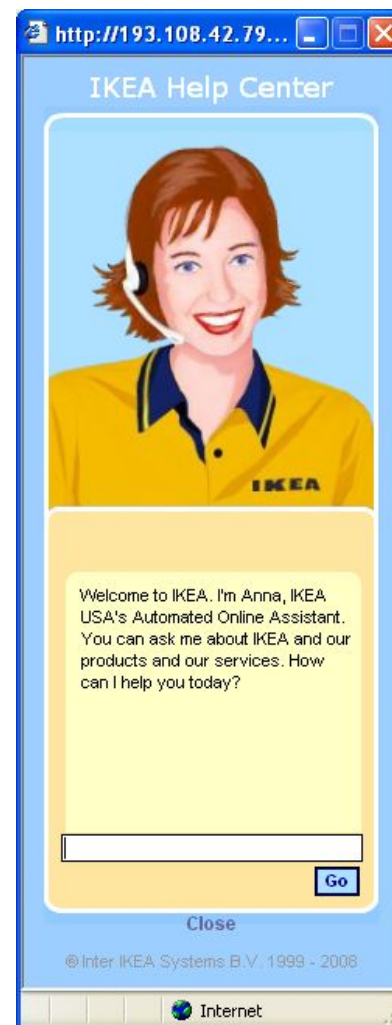 http://193.108.42.79...
IKEA Help Center
IKEA
Welcome to IKEA. I'm Anna, IKEA
USA's Automated Online Assistant.
You can ask me about IKEA and our
products and our services. How
can I help you today?
Go
Close
© Inter IKEA Systems B.V. 1999 - 2008
Internet